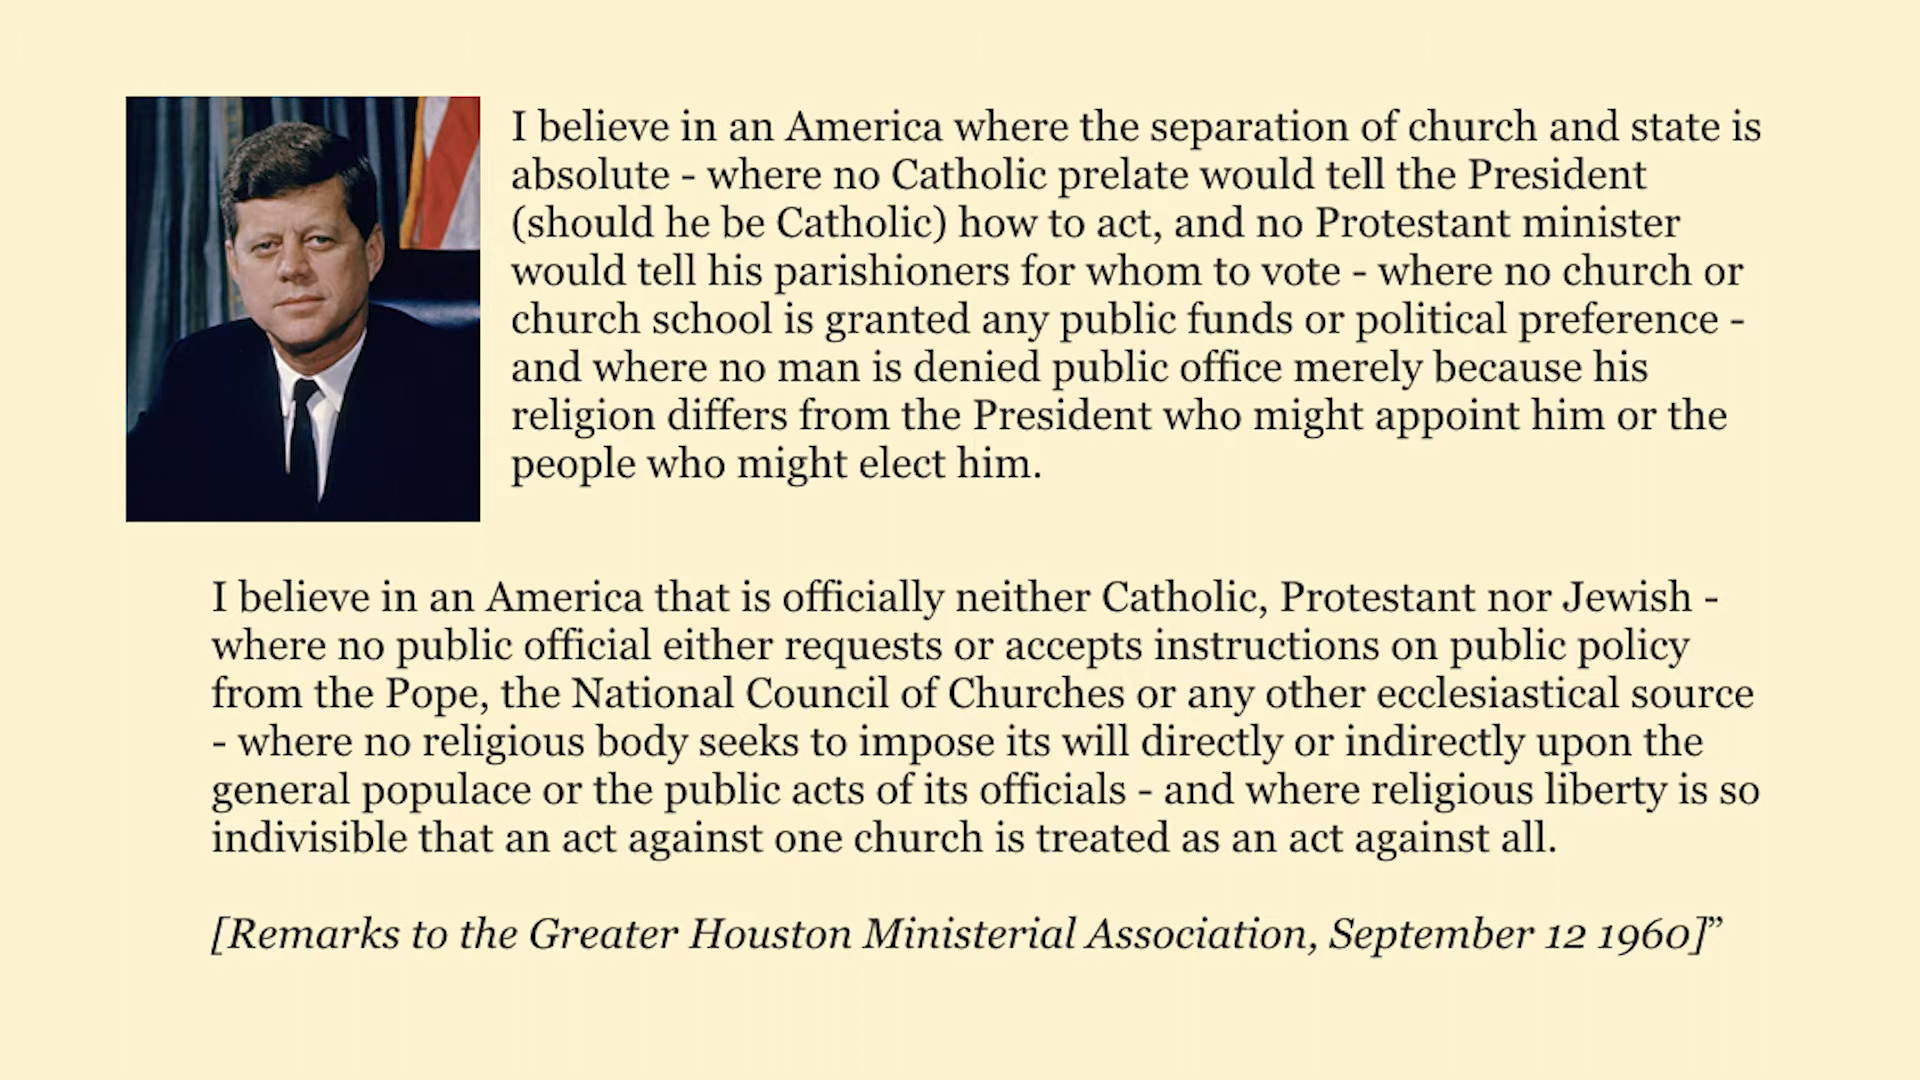 I believe in an America where the separation of church and state is
absolute - where no Catholic prelate would tell the President
(should he be Catholic) how to act, and no Protestant minister
would tell his parishioners for whom to vote - where no church or
church school is granted any public funds or political preference -
and where no man is denied public office merely because his
religion differs from the President who might appoint him or the
people who might elect him.
I believe in an America that is officially neither Catholic, Protestant nor Jewish -
where no public official either requests or accepts instructions on public policy
from the Pope, the National Council of Churches or any other ecclesiastical source
- where no religious body seeks to impose its will directly or indirectly upon the
general populace or the public acts of its officials - and where religious liberty is so
indivisible that an act against one church is treated as an act against all.
[Remarks to the Greater Houston Ministerial Association, September 12 1960]”